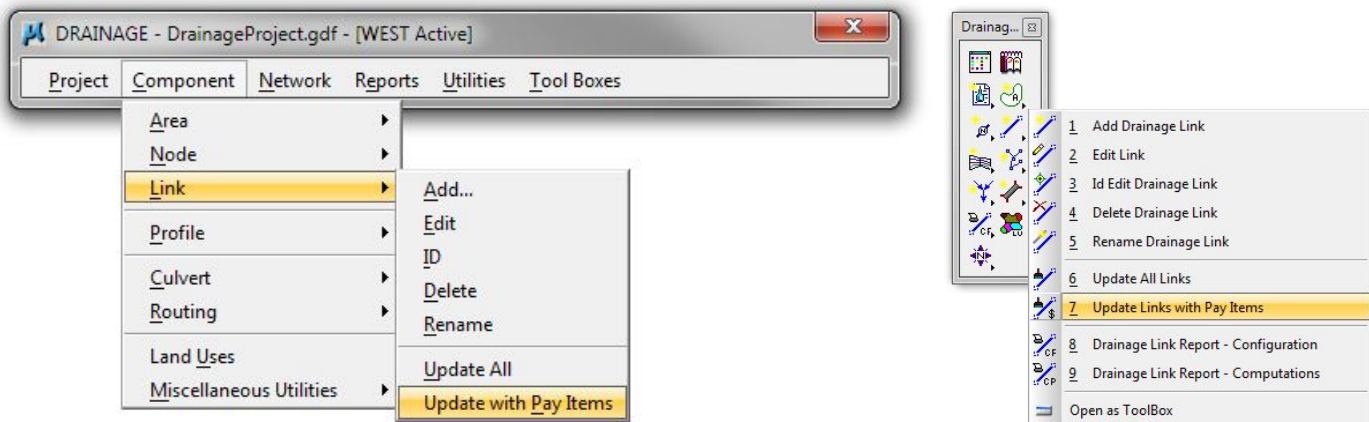 DRAINAGE - DrainageProject.gdf - [WEST Active]
Project Component Network Reports Utilities Tool Boxes
Area
Node
Link
Profile
Culvert
Routing
Land Uses
Miscellaneous Utilities
Add...
Edit
ID
Delete
Rename
Update All
Update with Pay Items
Drainag...
1 Add Drainage Link
2 Edit Link
3 Id Edit Drainage Link
4 Delete Drainage Link
5 Rename Drainage Link
6 Update All Links
7 Update Links with Pay Items
8 Drainage Link Report - Configuration
9 Drainage Link Report - Computations
Open as ToolBox